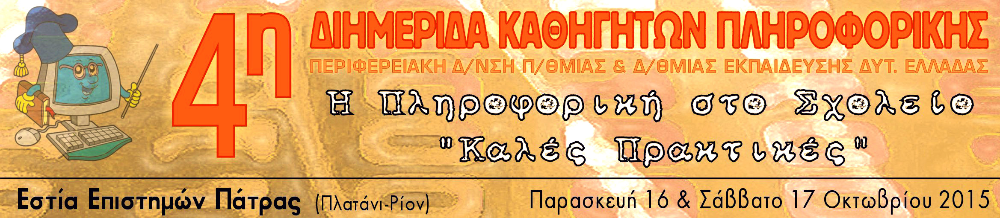 4η ΔΙΗΜΕΡΙΔΑ ΚΑΘΗΓΗΤΩΝ ΠΛΗΡΟΦΟΡΙΚΗΣ
ΠΕΡΙΦΕΡΕΙΑΚΗ Δ/ΝΣΗ Π/ΘΜΙΑΣ & Δ/ΘΜΙΑΣ ΕΚΠΑΙΔΕΥΣΗΣ ΔΥΤ. ΕΛΛΑΔΑΣ
Η Πληροφορική στο Σχολείο
"Καλές Πρακτικές"
Εστία Επιστημών Πάτρας (Πλατάνι-Ρίον)
Παρασκευή 16 & Σάββατο 17 Οκτωβρίου 2015